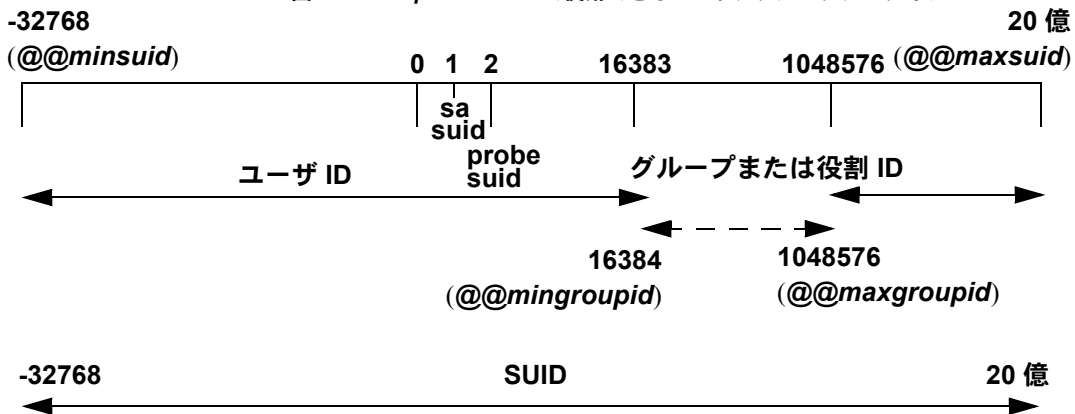 -32768
20 億
(@@minsuid)
0 1 2
16383
1048576 (@@maxsuid)
sa
suid
probe
suid
ユーザ ID
グループまたは役割 ID
16384
(@@mingroupid)
1048576
(@@maxgroupid)
-32768
SUID
20 億